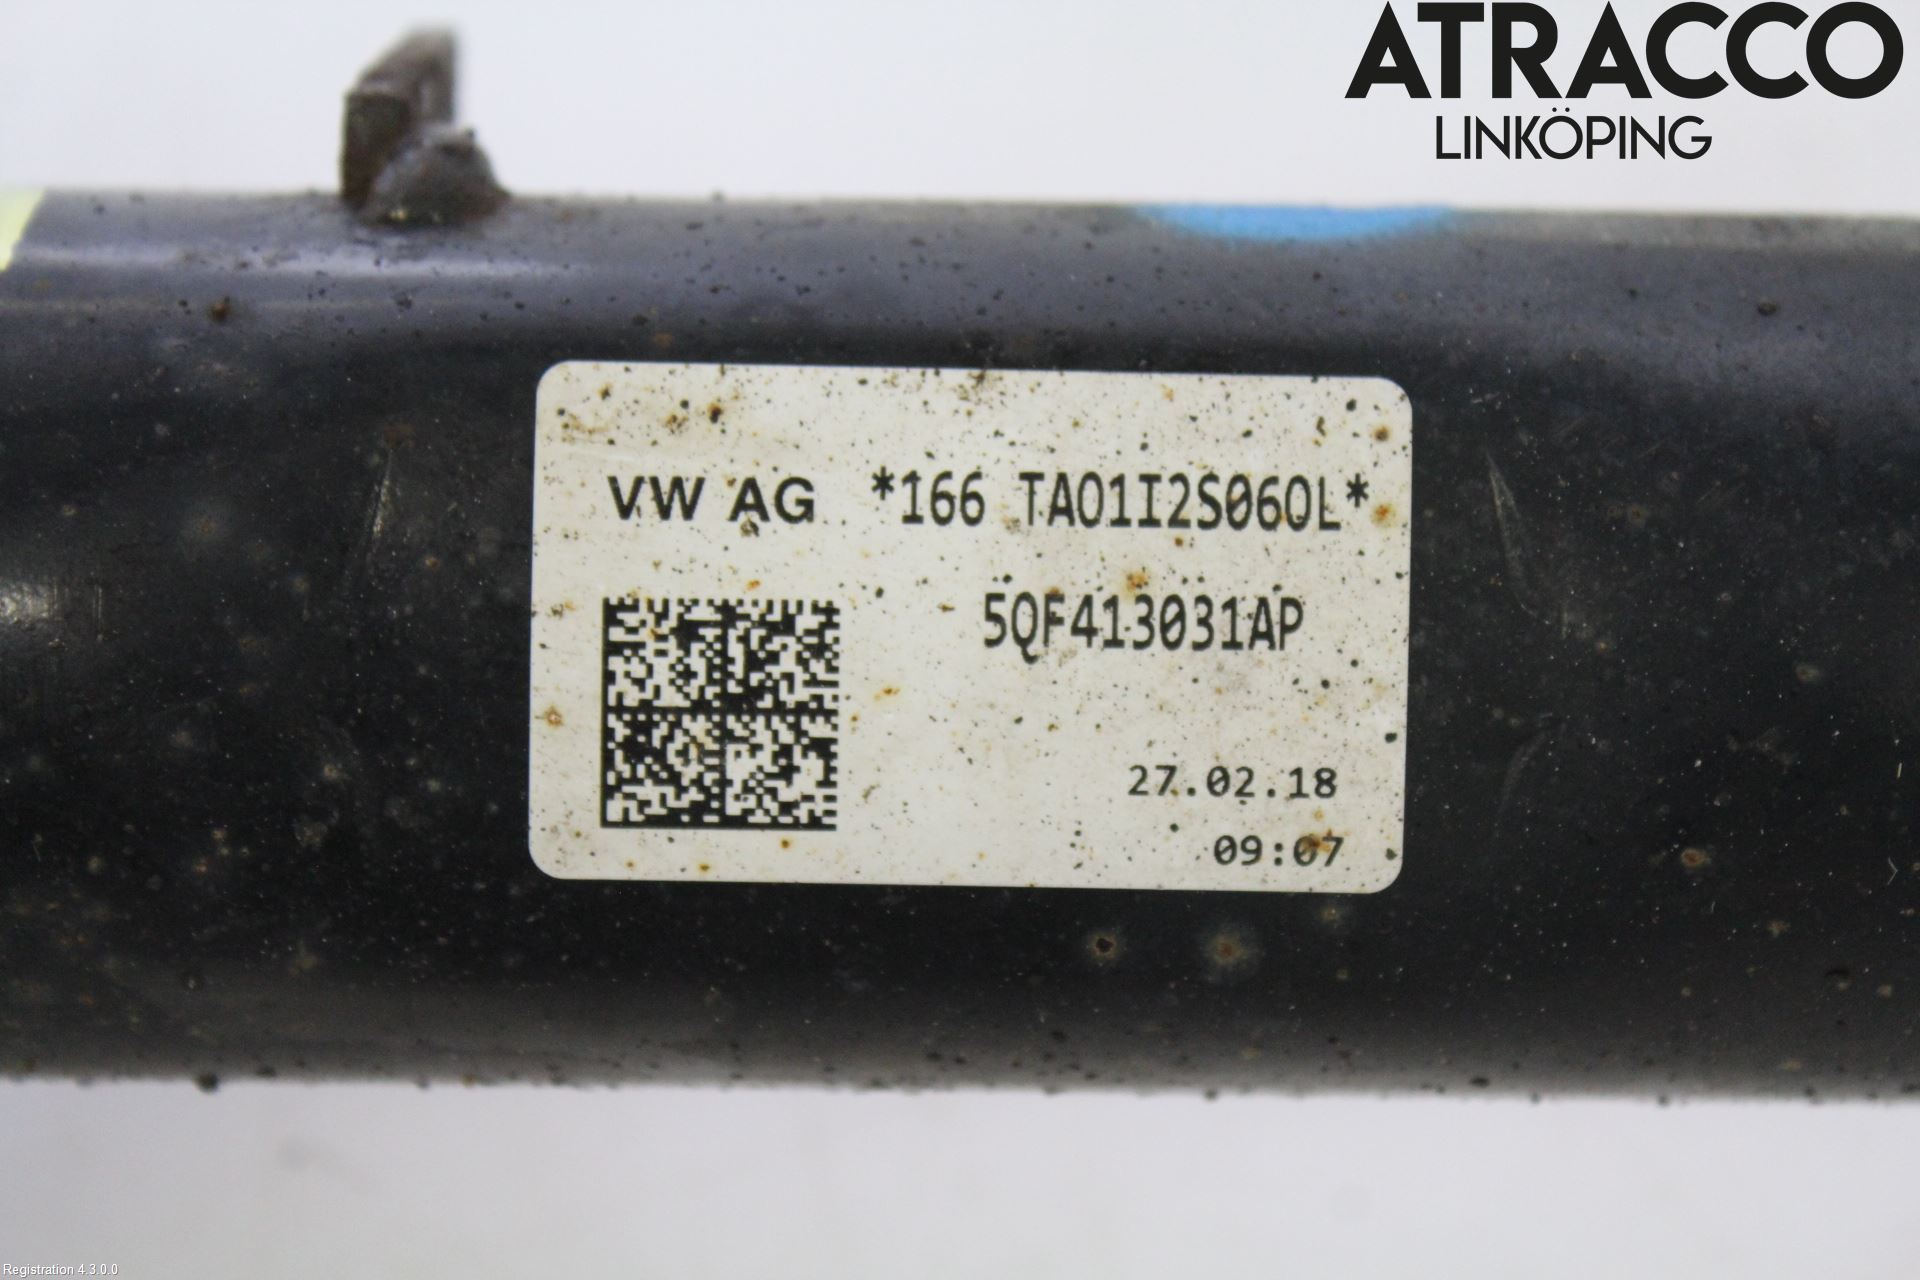 ATRACCO
LINKÖPING
VW AG *166 TA01I2S060L*
5QF413031AP
27.02.18
09:07
Registration 4.3.0.0